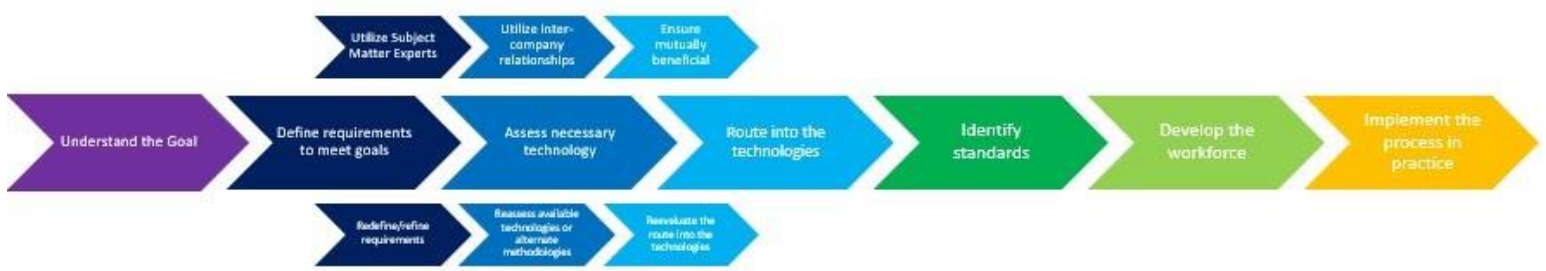 Utilize Subject
Matter Experts
Utilize Inter-
company
relationships
Ensure
mutually
beneficial
Understand the Goal
Define requirements
to meet goals
Assess necessary
technology
Route into the
technologies
Identify
standards
Develop the
workforce
Implement the
process in
practice
Redefine/refine
requirements
Reassess available
technologies or
alternate
methodologies
Reevaluate the
route into the
technologies